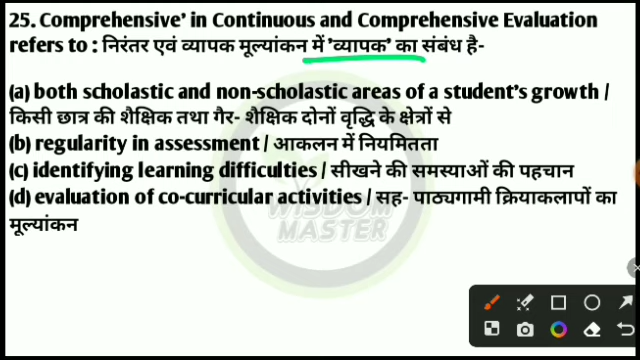 25. Comprehensive' in Continuous and Comprehensive Evaluation
refers to : निरंतर एवं व्यापक मूल्यांकन में 'व्यापक' का संबंध है-
(a) both scholastic and non-scholastic areas of a student's growth /
किसी छात्र की शैक्षिक तथा गैर- शैक्षिक दोनों वृद्धि के क्षेत्रों से
(b) regularity in assessment / आकलन में नियमितता
(c) identifying learning difficulties / सीखने की समस्याओं की पहचान
(d) evaluation of co-curricular activities / सह- पाठ्यगामी क्रियाकलापों का
मूल्यांकन
WISDOM
MASTER